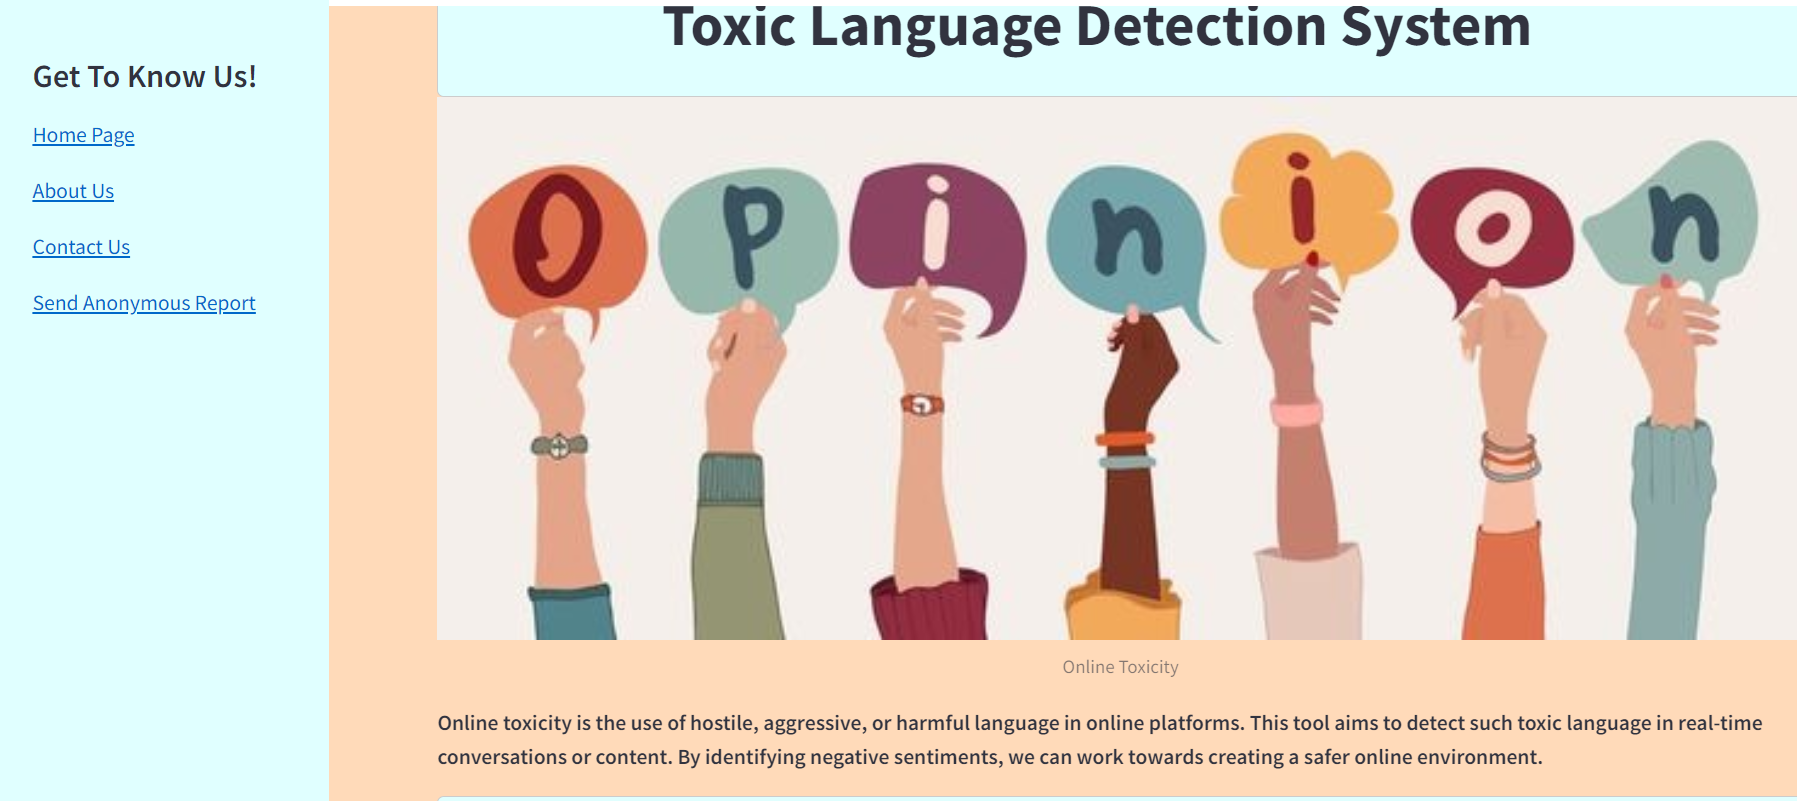 Toxic Language Detection System
Get To Know Us!
Home Page
About Us
Contact Us
Send Anonymous Report
O p i n i o n
Online Toxicity
Online toxicity is the use of hostile, aggressive, or harmful language in online platforms. This tool aims to detect such toxic language in real-time
conversations or content. By identifying negative sentiments, we can work towards creating a safer online environment.